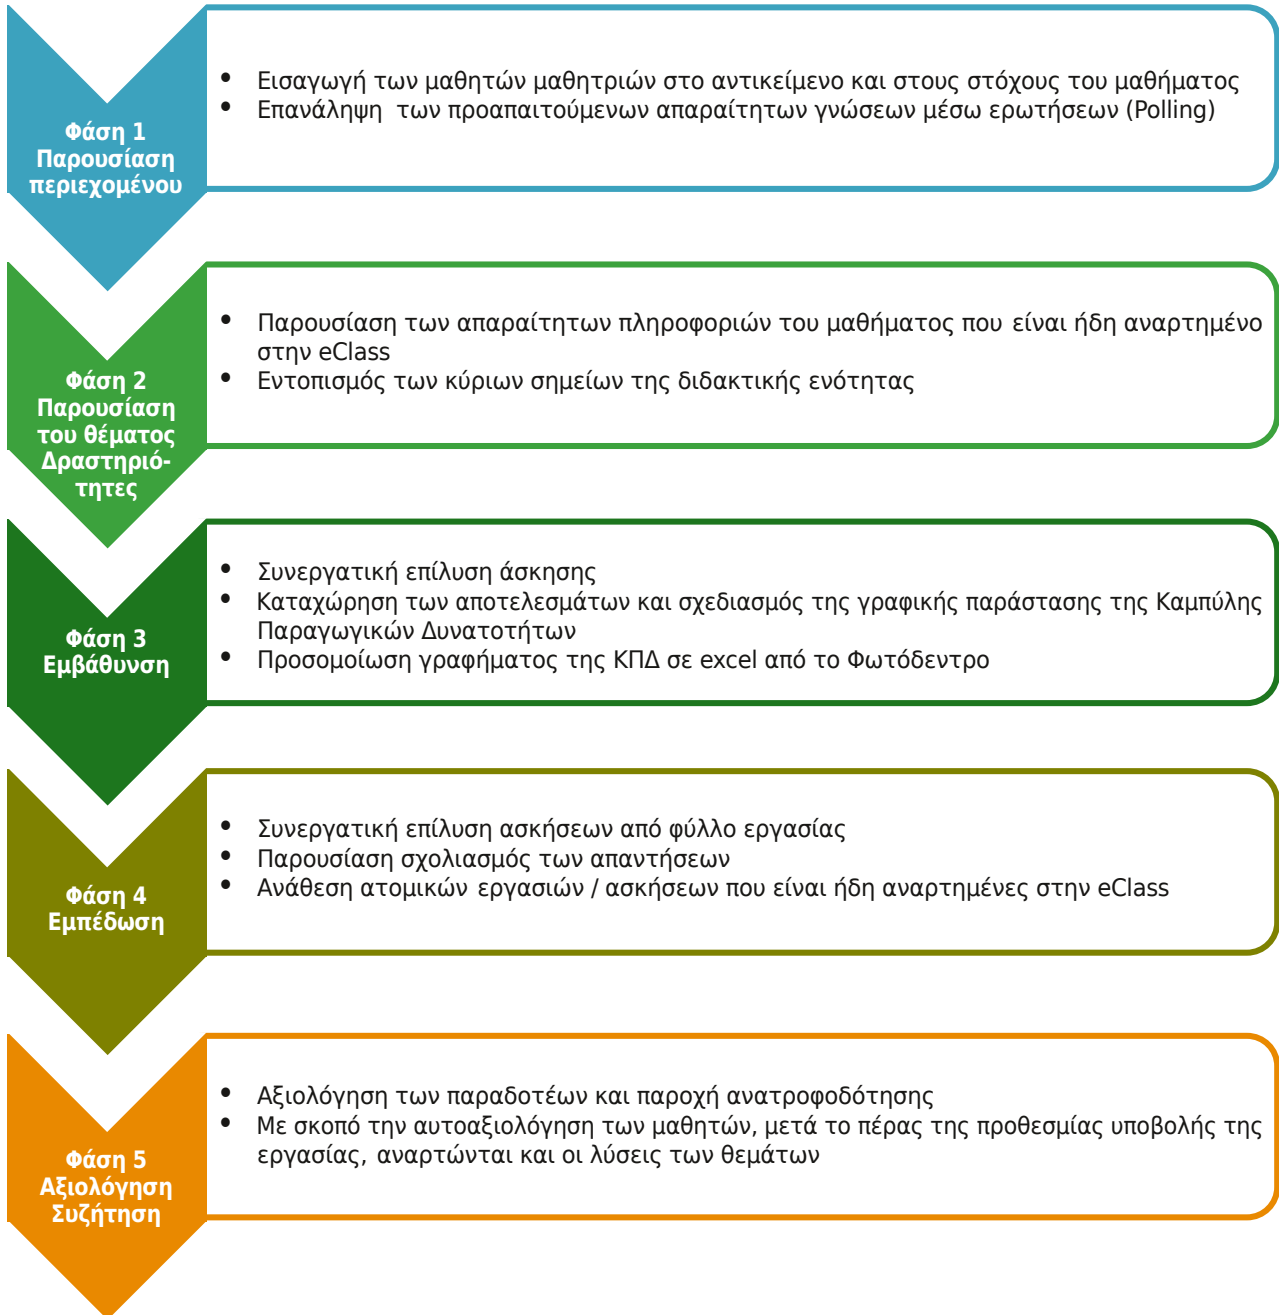 Φάση 1
Παρουσίαση
περιεχομένου
• Εισαγωγή των μαθητών μαθητριών στο αντικείμενο και στους στόχους του μαθήματος
• Επανάληψη των προαπαιτούμενων απαραίτητων γνώσεων μέσω ερωτήσεων (Polling)
Φάση 2
Παρουσίαση
του θέματος
Δραστηριό-
τητες
• Παρουσίαση των απαραίτητων πληροφοριών του μαθήματος που είναι ήδη αναρτημένο
στην eClass
• Εντοπισμός των κύριων σημείων της διδακτικής ενότητας
Φάση 3
Εμβάθυνση
• Συνεργατική επίλυση άσκησης
• Καταχώρηση των αποτελεσμάτων και σχεδιασμός της γραφικής παράστασης της Καμπύλης
Παραγωγικών Δυνατοτήτων
• Προσομοίωση γραφήματος της ΚΠΔ σε excel από το Φωτόδεντρο
Φάση 4
Εμπέδωση
• Συνεργατική επίλυση ασκήσεων από φύλλο εργασίας
• Παρουσίαση σχολιασμός των απαντήσεων
• Ανάθεση ατομικών εργασιών / ασκήσεων που είναι ήδη αναρτημένες στην eClass
Φάση 5
Αξιολόγηση
Συζήτηση
• Αξιολόγηση των παραδοτέων και παροχή ανατροφοδότησης
• Με σκοπό την αυτοαξιολόγηση των μαθητών, μετά το πέρας της προθεσμίας υποβολής της
εργασίας, αναρτώνται και οι λύσεις των θεμάτων